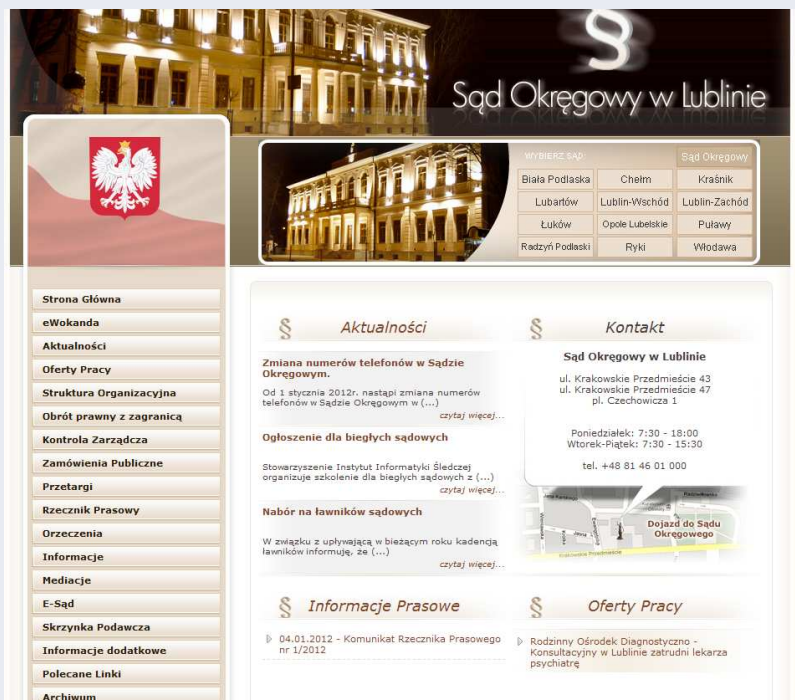 §
Sąd Okręgowy w Lublinie
WYBIERZ SĄD:
Sąd Okręgowy
Biała Podlaska
Chełm
Kraśnik
Lubartów
Lublin-Wschód
Lublin-Zachód
Łuków
Opole Lubelskie
Puławy
Radzyń Podlaski
Ryki
Włodawa
Strona Główna
eWokanda
Aktualności
Oferty Pracy
Struktura Organizacyjna
Obrót prawny z zagranicą
Kontrola Zarządcza
Zamówienia Publiczne
Przetargi
Rzecznik Prasowy
Orzeczenia
Informacje
Mediacje
E-Sąd
Skrzynka Podawcza
Informacje dodatkowe
Polecane Linki
Archiwum
§ Aktualności
Zmiana numerów telefonów w Sądzie
Okręgowym.
Od 1 stycznia 2012r. nastąpi zmiana numerów
telefonów w Sądzie Okręgowym w (...)
czytaj więcej...
Ogłoszenie dla biegłych sądowych
Stowarzyszenie Instytut Informatyki Śledczej
organizuje szkolenie dla biegłych sądowych z (...)
czytaj więcej...
Nabór na ławników sądowych
W związku z upływającą w bieżącym roku kadencją
ławników informuję, że (...)
czytaj więcej...
§ Kontakt
Sąd Okręgowy w Lublinie
ul. Krakowskie Przedmieście 43
ul. Krakowskie Przedmieście 47
pl. Czechowicza 1
Poniedziałek: 7:30 - 18:00
Wtorek-Piątek: 7:30 - 15:30
tel. +48 81 46 01 000
Dojazd do Sądu
Okręgowego
Krakowskie Przedmieście
§ Informacje Prasowe
04.01.2012 - Komunikat Rzecznika Prasowego
nr 1/2012
§ Oferty Pracy
Rodzinny Ośrodek Diagnostyczno -
Konsultacyjny w Lublinie zatrudni lekarza
psychiatrę